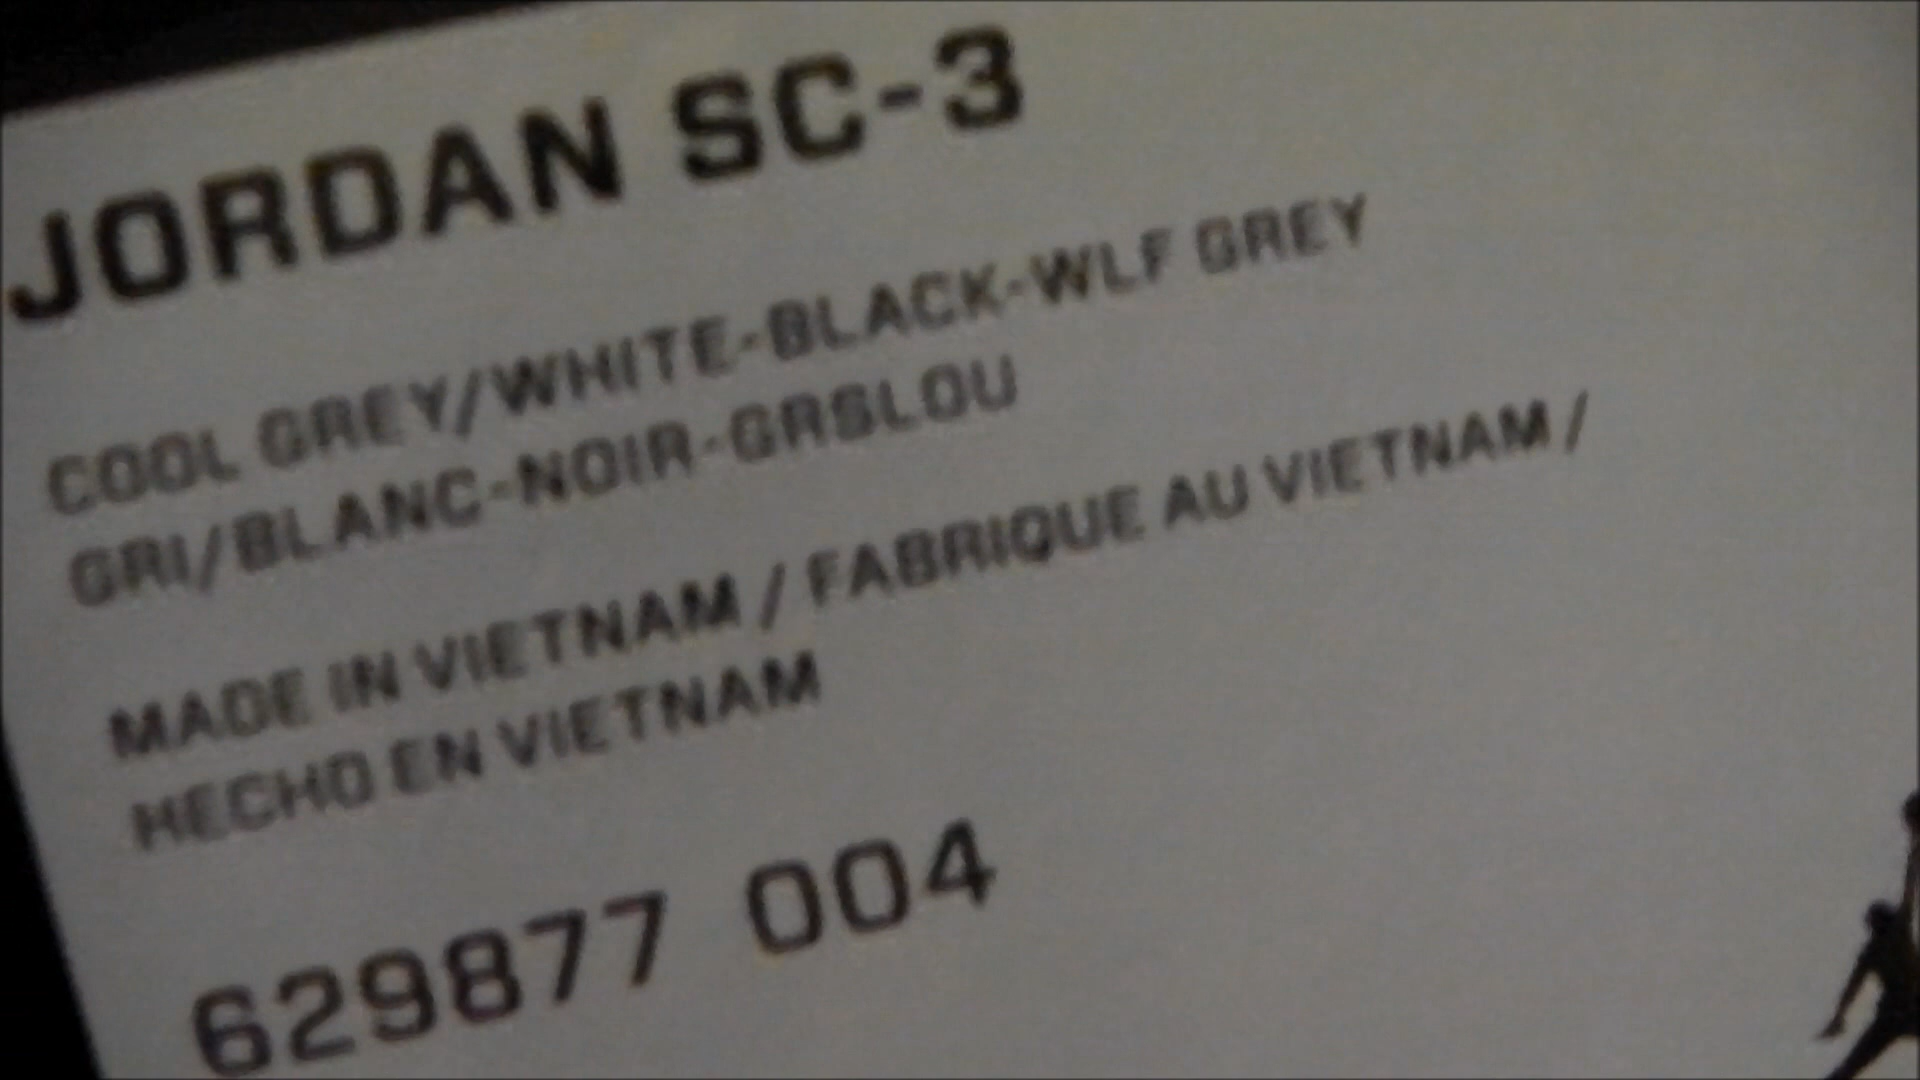 JORDAN SC-3
COOL GREY/WHITE-BLACK-WLF GREY
GRI/BLANC-NOIR-GRSLOU
MADE IN VIETNAM / FABRIQUE AU VIETNAM /
HECHO EN VIETNAM
629877 004